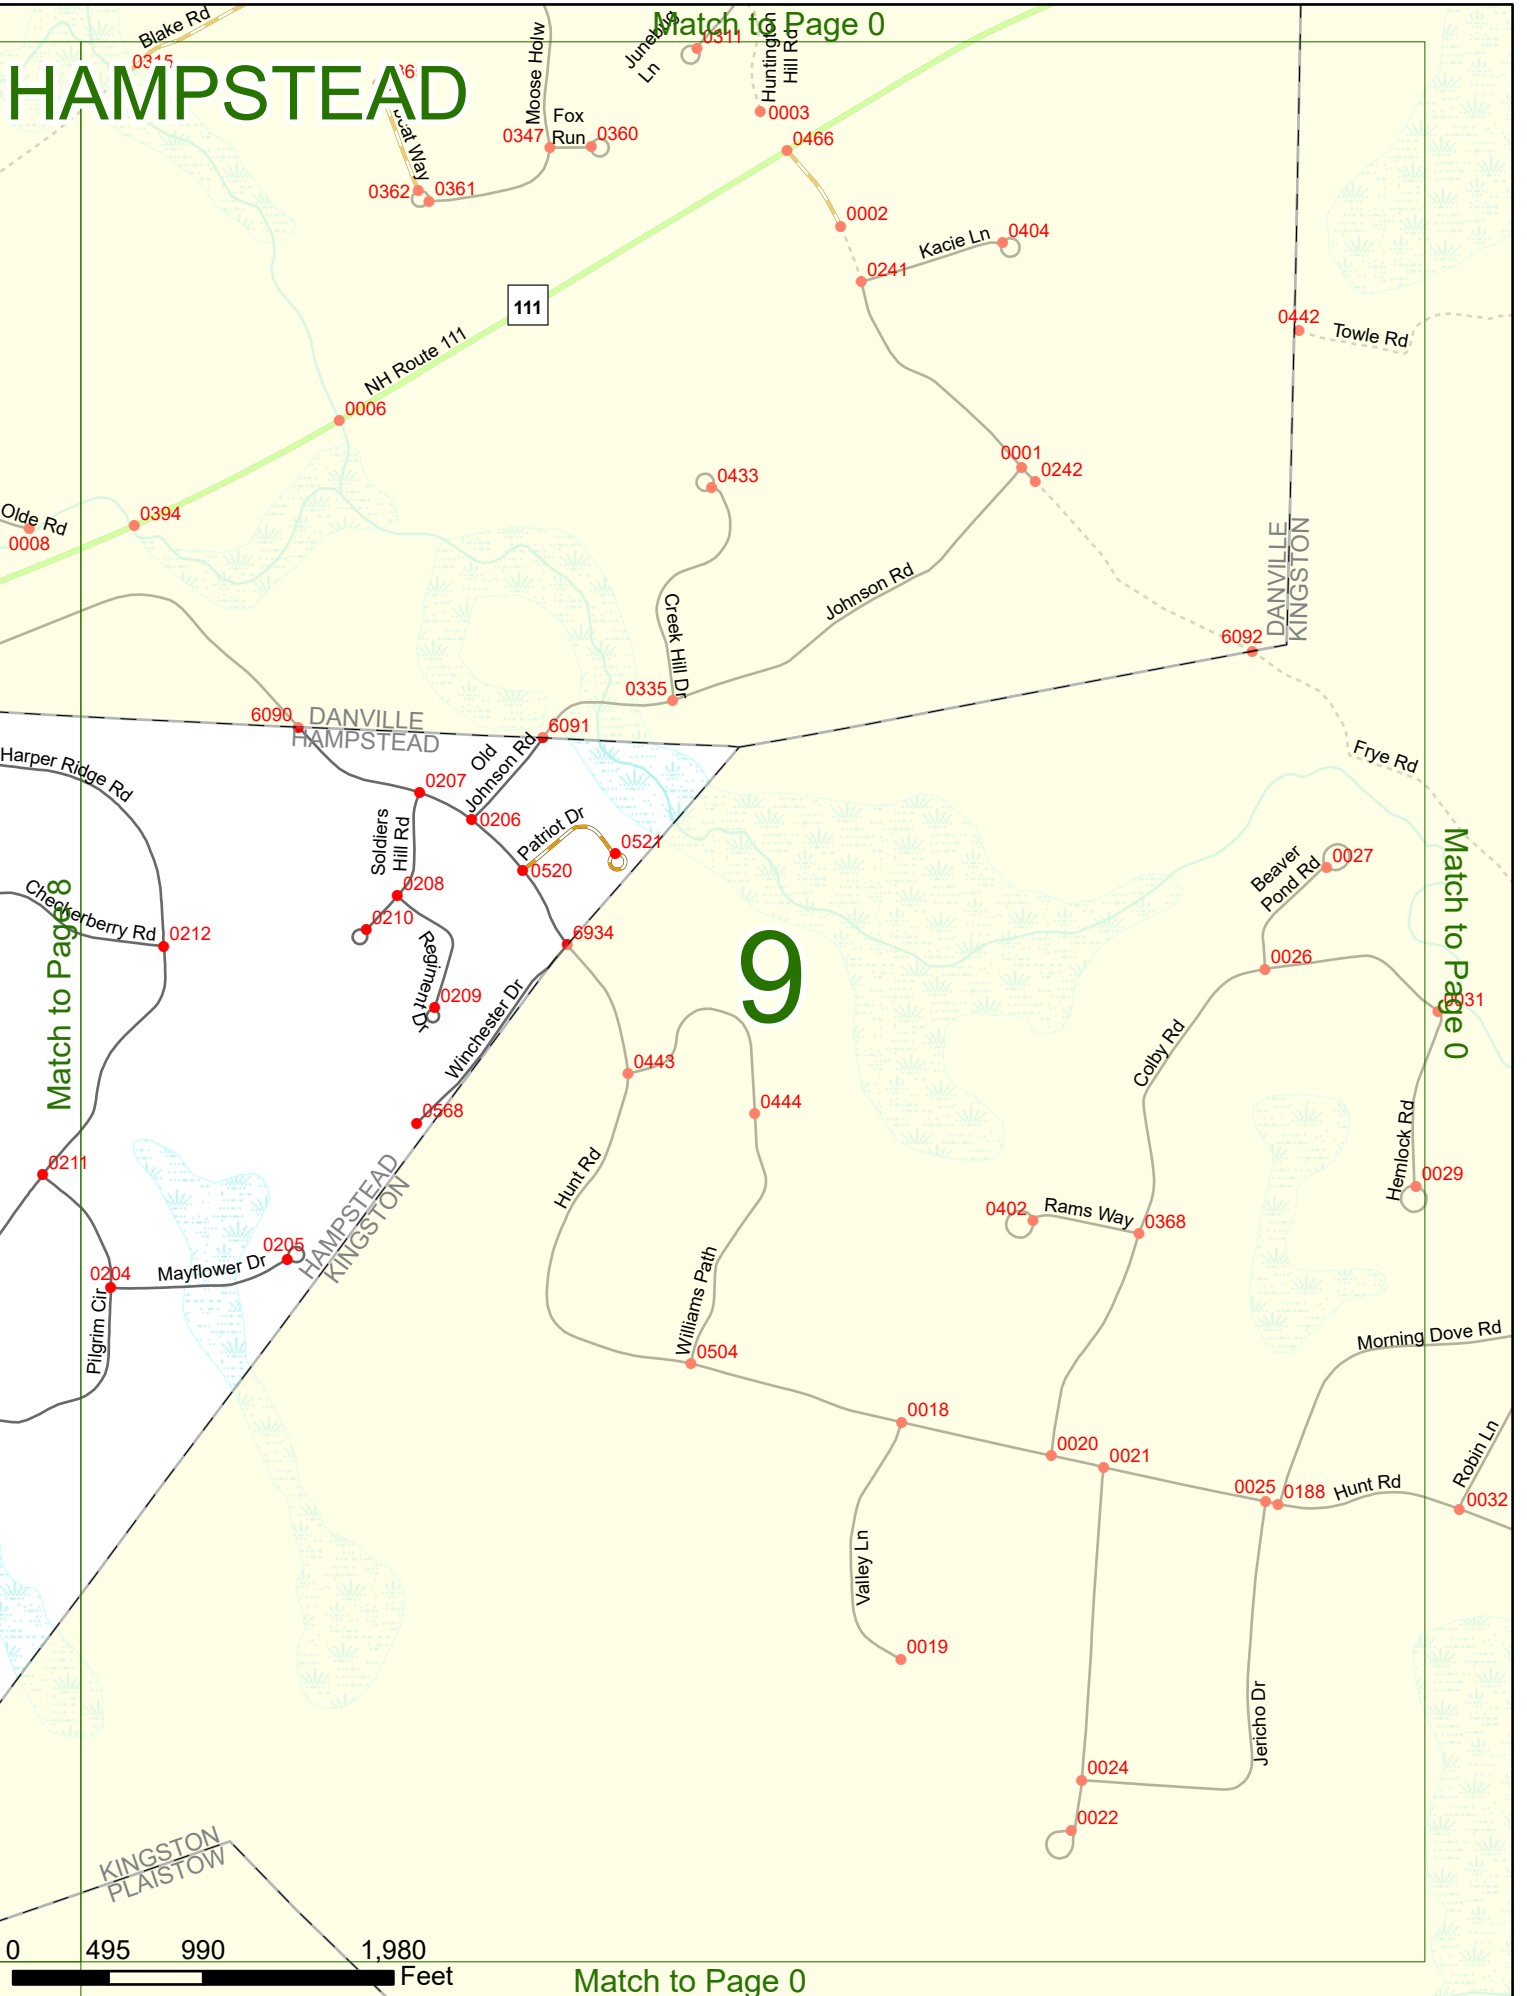 Match to Page 0
HAMPSTEAD
Blake Rd
0315
Moose Holw
Junebug
Ln
0311
Huntington
Hill Rd
0003
0466
Fox
Run
0347
0360
0362
0361
Way
0002
0241
Kacie Ln
0404
111
NH Route 111
0442
Towle Rd
0006
0001
0242
0433
0394
Olde Rd
0008
Johnson Rd
Creek Hill Dr
DANVILLE
KINGSTON
6092
0335
6090
DANVILLE
HAMPSTEAD
6091
Old
Johnson Rd
Harper Ridge Rd
Frye Rd
0207
0206
Soldiers
Hill Rd
Patriot Dr
0521
0520
0208
0210
Checkerberry Rd
0212
Regiment Dr
0209
6934
9
Beaver
Pond Rd
0027
0026
0031
Match to Page 0
Match to Page 8
Winchester Dr
0443
0444
0568
Colby Rd
Hemlock Rd
0029
0211
HAMPSTEAD
KINGSTON
Hunt Rd
0402
Rams Way
0368
0205
Mayflower Dr
0204
Pilgrim Cir
Williams Path
0504
Morning Dove Rd
0018
0020
0021
0025
0188
Hunt Rd
Robin Ln
0032
Valley Ln
0019
Jericho Dr
0024
0022
KINGSTON
PLAISTOW
0 495 990 1,980
Feet
Match to Page 0